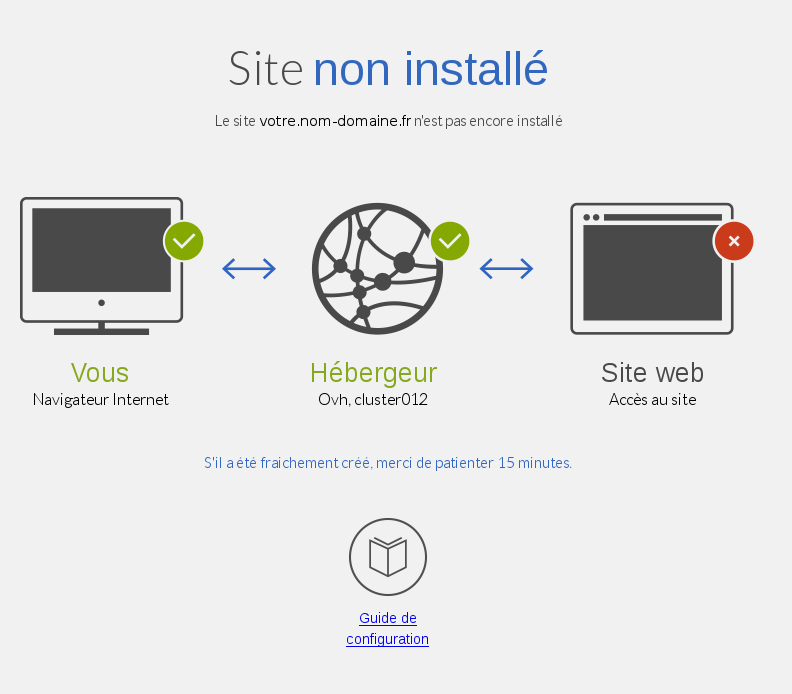 Site non installé
Le site votre.nom-domaine.fr n'est pas encore installé
Vous
Hébergeur
Site web
Navigateur Internet
Ovh, cluster012
Accès au site
S'il a été fraichement créé, merci de patienter 15 minutes.
Guide de
configuration